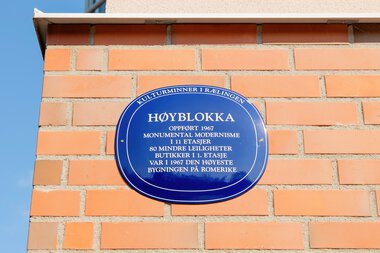 KULTURMINNER I RÆLINGEN
HØYBLOKKA
OPPFØRT 1967
MONUMENTAL MODERNISME
I 11 ETASJER
80 MINDRE LEILIGHETER
BUTIKKER I 1. ETASJE
VAR I 1967 DEN HØYESTE
BYGNINGEN PÅ ROMERIKE